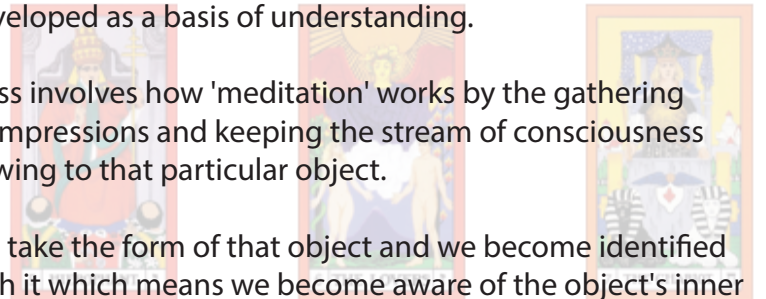 veloped as a basis of understanding.
ss involves how 'meditation' works by the gathering
mpressions and keeping the stream of consciousness
wing to that particular object.
take the form of that object and we become identified
h it which means we become aware of the object's inner